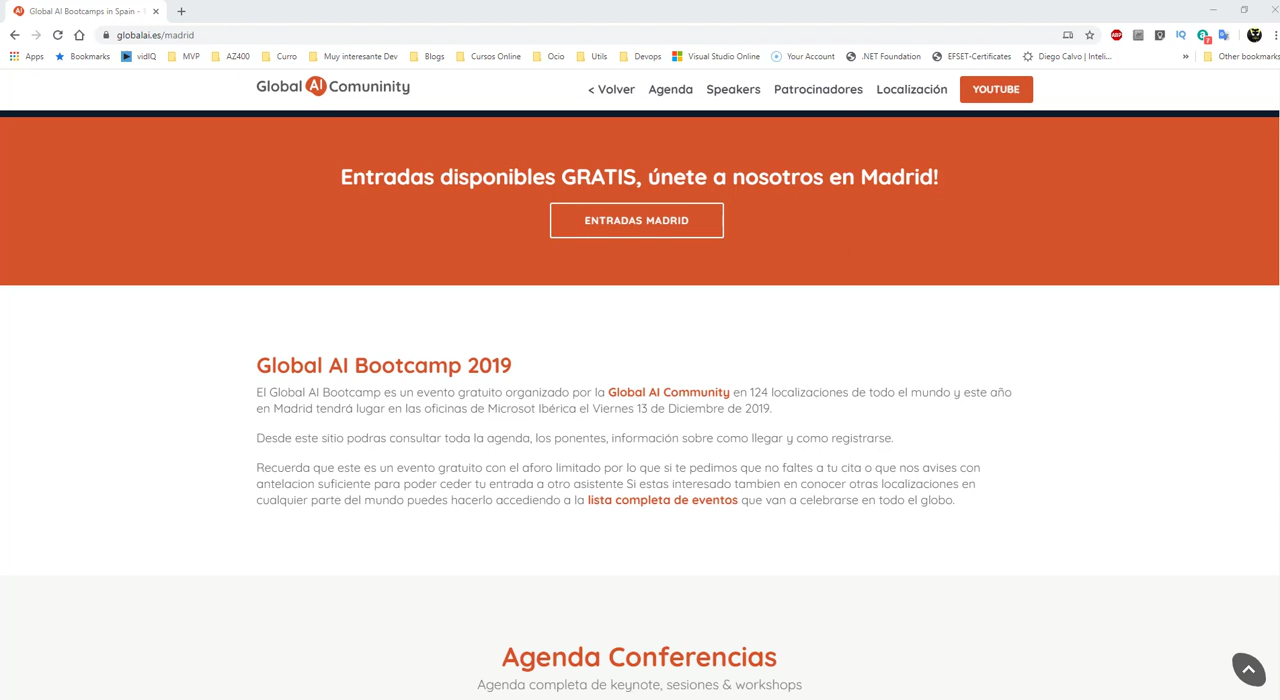 Global AI Bootcamps in Spain - 1
globalai.es/madrid
Apps Bookmarks vidIQ MVP AZ400 Curro Muy interesante Dev Blogs Cursos Online Ocio Utils Devops Visual Studio Online Your Account .NET Foundation EFSET-Certificates Diego Calvo | Inteli... » Other bookmarks
Global AI Comuninity
< Volver Agenda Speakers Patrocinadores Localización YOUTUBE
Entradas disponibles GRATIS, únete a nosotros en Madrid!
ENTRADAS MADRID
Global AI Bootcamp 2019
El Global AI Bootcamp es un evento gratuito organizado por la Global AI Community en 124 localizaciones de todo el mundo y este año
en Madrid tendrá lugar en las oficinas de Microsot Ibérica el Viernes 13 de Diciembre de 2019.
Desde este sitio podras consultar toda la agenda, los ponentes, información sobre como llegar y como registrarse.
Recuerda que este es un evento gratuito con el aforo limitado por lo que si te pedimos que no faltes a tu cita o que nos avises con
antelacion suficiente para poder ceder tu entrada a otro asistente Si estas interesado tambien en conocer otras localizaciones en
cualquier parte del mundo puedes hacerlo accediendo a la lista completa de eventos que van a celebrarse en todo el globo.
Agenda Conferencias
Agenda completa de keynote, sesiones & workshops